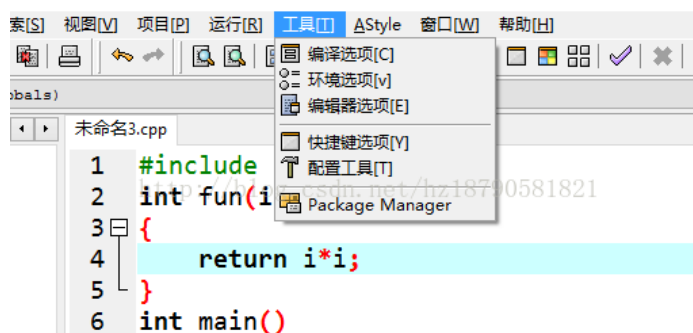 索[S] 视图[V] 项目[P] 运行[R] 工具[T] AStyle 窗口[W] 帮助[H]
编译选项[C]
环境选项[v]
编辑器选项[E]
快捷键选项[Y]
配置工具[T]
Package Manager
obals)
未命名3.cpp
1 #include
http://blog.csdn.net/hz18790581821
2 int fun(i
3 {
4 return i*i;
5 }
6 int main()